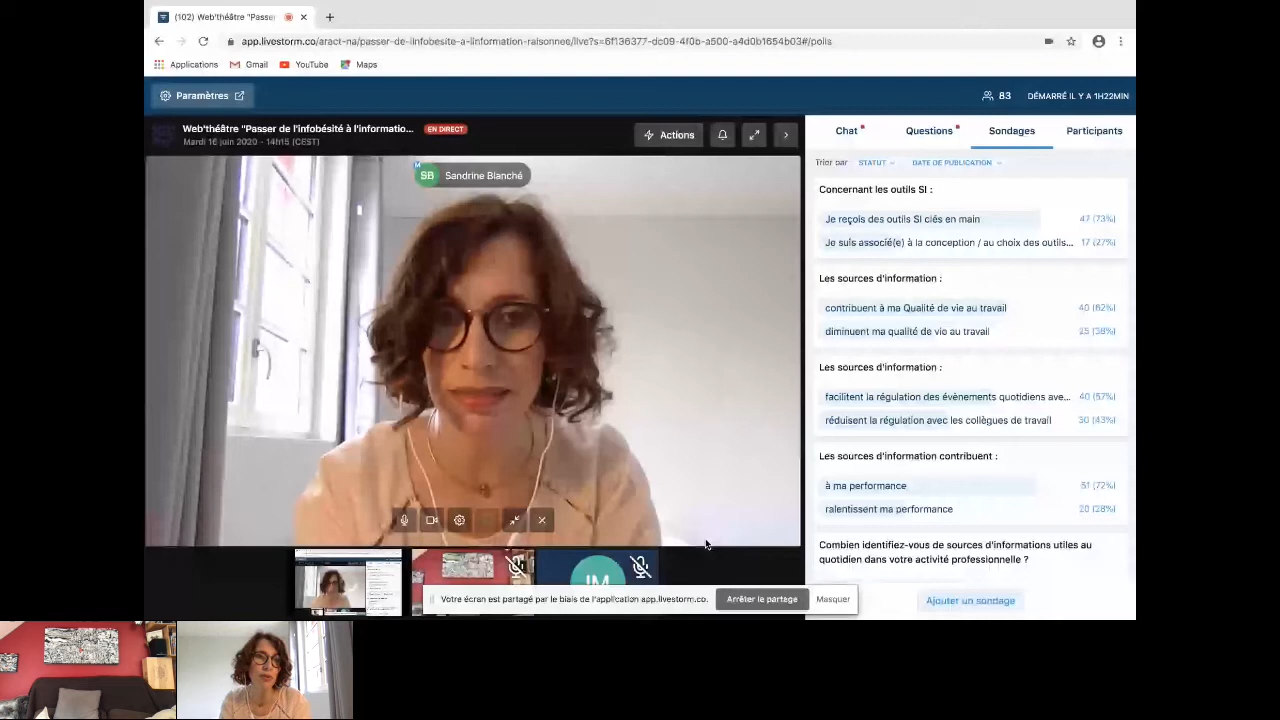 (102) Web'théâtre "Passer
app.livestorm.co/aract-na/passer-de-linfobesite-a-linformation-raisonnee/live?s=6f136377-dc09-4f0b-a500-a4d0b1654b03#/polls
Applications Gmail YouTube Maps
Paramètres
83
DÉMARRÉ IL Y A 1H22MIN
Web'théâtre "Passer de l'infobésité à l'informatio...
EN DIRECT
Mardi 16 juin 2020 - 14h15 (CEST)
Actions
Chat Questions Sondages Participants
M
SB Sandrine Blanché
Trier par STATUT DATE DE PUBLICATION
Concernant les outils SI :
Je reçois des outils SI clés en main 47 (73%)
Je suis associé(e) à la conception / au choix des outils... 17 (27%)
Les sources d'information :
contribuent à ma Qualité de vie au travail 40 (62%)
diminuent ma qualité de vie au travail 25 (38%)
Les sources d'information :
facilitent la régulation des évènements quotidiens ave... 40 (57%)
réduisent la régulation avec les collègues de travail 30 (43%)
Les sources d'information contribuent :
à ma performance 51 (72%)
ralentissent ma performance 20 (28%)
Combien identifiez-vous de sources d'informations utiles au
quotidien dans votre activité professionnelle ?
Ajouter un sondage
Votre écran est partagé par le biais de l'application app.livestorm.co.
Arrêter le partage
Masquer